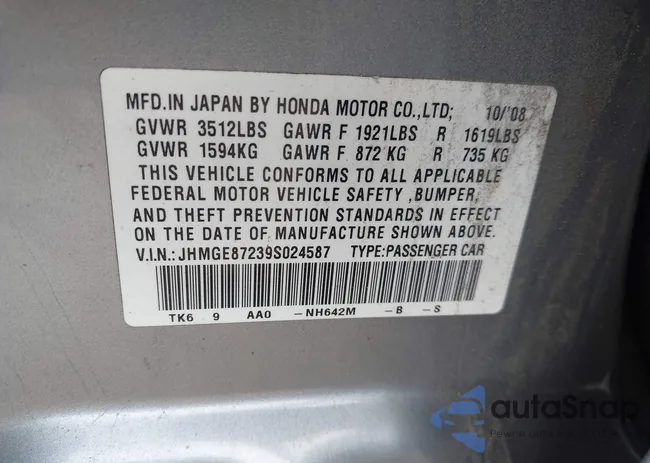 MFD.IN JAPAN BY HONDA MOTOR CO.,LTD; 10/'08
GVWR 3512LBS GAWR F 1921LBS R 1619LBS
GVWR 1594KG GAWR F 872 KG R 735 KG
THIS VEHICLE CONFORMS TO ALL APPLICABLE
FEDERAL MOTOR VEHICLE SAFETY ,BUMPER,
AND THEFT PREVENTION STANDARDS IN EFFECT
ON THE DATE OF MANUFACTURE SHOWN ABOVE.
V.I.N.:JHMGE87239S024587 TYPE:PASSENGER CAR
TK6 9 AA0 -NH642M -B -S
autoSnap